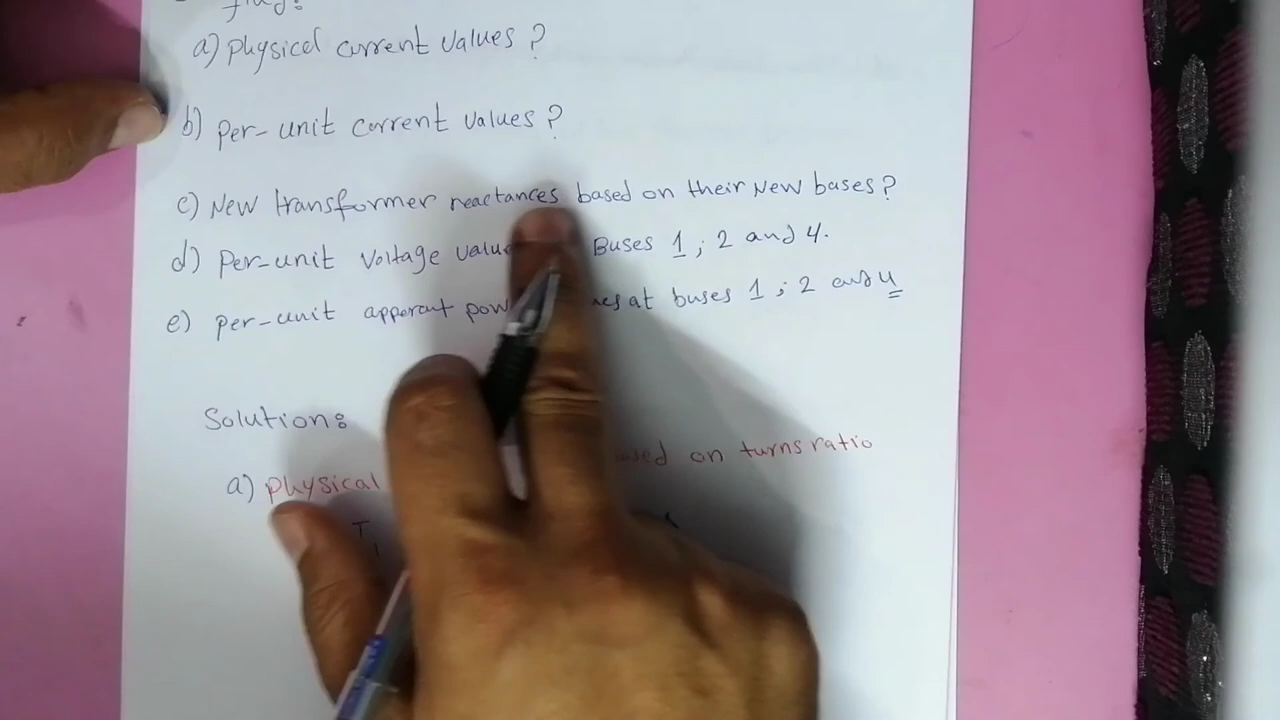 a) physical current values ?
b) per-unit current values ?
c) New transformer reactances based on their New bases ?
d) per-unit voltage Buses 1 ; 2 and 4.
e) per-unit at buses 1 ; 2 and 4
Solution:
a) physical on turns ratio